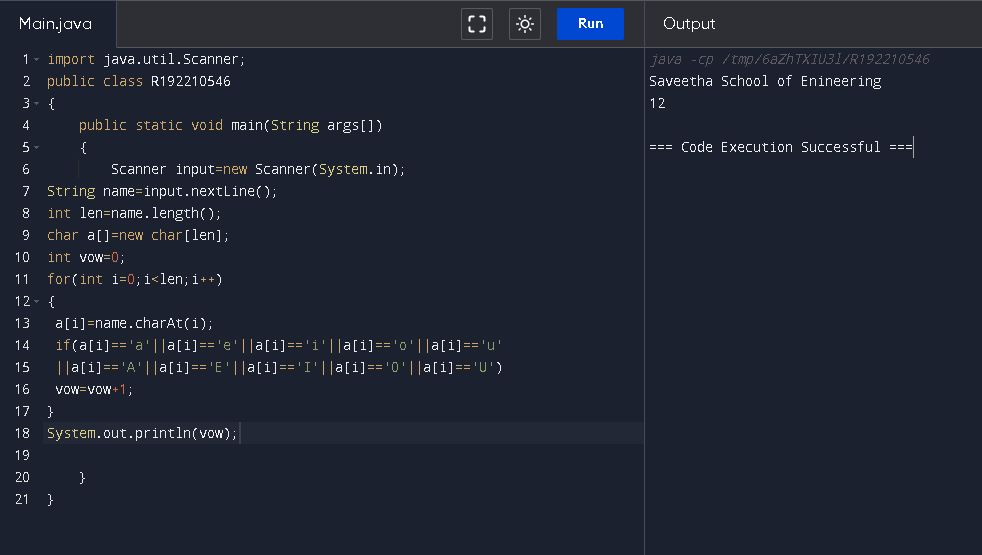 Main.java
Run
Output
1 import java.util.Scanner;
2 public class R192210546
3 {
4 public static void main(String args[])
5 {
6 Scanner input=new Scanner(System.in);
7 String name=input.nextLine();
8 int len=name.length();
9 char a[]=new char[len];
10 int vow=0;
11 for(int i=0;i<len;i++)
12 {
13 a[i]=name.charAt(i);
14 if(a[i]=='a'||a[i]=='e'||a[i]=='i'||a[i]=='o'||a[i]=='u'
15 ||a[i]=='A'||a[i]=='E'||a[i]=='I'||a[i]=='O'||a[i]=='U')
16 vow=vow+1;
17 }
18 System.out.println(vow);
19
20 }
21 }
java -cp /tmp/6aZhTXIU3l/R192210546
Saveetha School of Enineering
12
=== Code Execution Successful ===